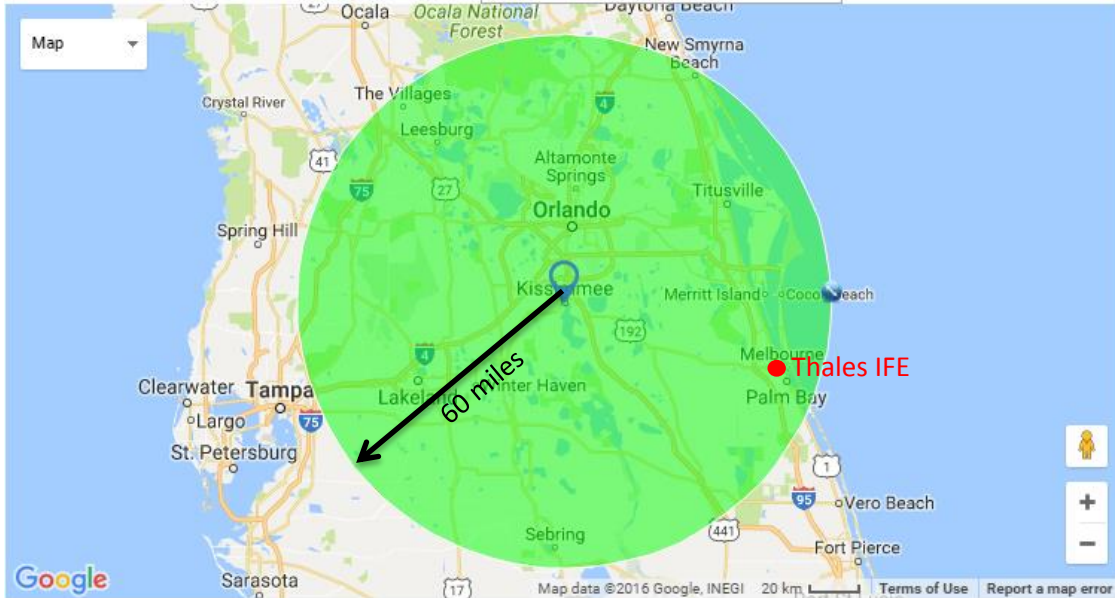 Ocala
Ocala National
Forest
Daytona Beach
27
Map
New Smyrna
Beach
The Villages
Crystal River
4
Leesburg
41
Altamonte
Springs
75
27
Titusville
Orlando
Spring Hill
Kissimmee
Merritt Island
Cocoa Beach
192
4
Melbourne
Thales IFE
60 miles
Clearwater
Tampa
Lakeland
Winter Haven
Palm Bay
Largo
75
St. Petersburg
1
95
Vero Beach
441
Sebring
Fort Pierce
Google
Sarasota
17
Map data ©2016 Google, INEGI
20 km
Terms of Use
Report a map error